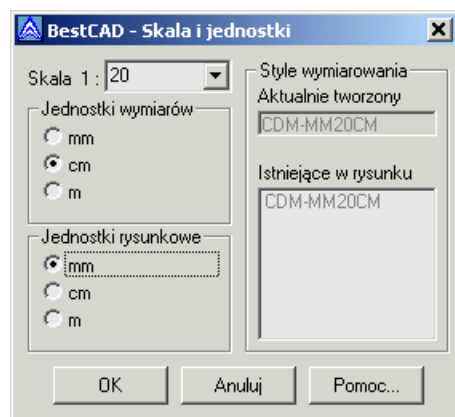 BestCAD - Skala i jednostki
Skala 1 : 20
Jednostki wymiarów
mm
cm
m
Jednostki rysunkowe
mm
cm
m
Style wymiarowania
Aktualnie tworzony
CDM-MM20CM
Istniejące w rysunku
CDM-MM20CM
OK
Anuluj
Pomoc...